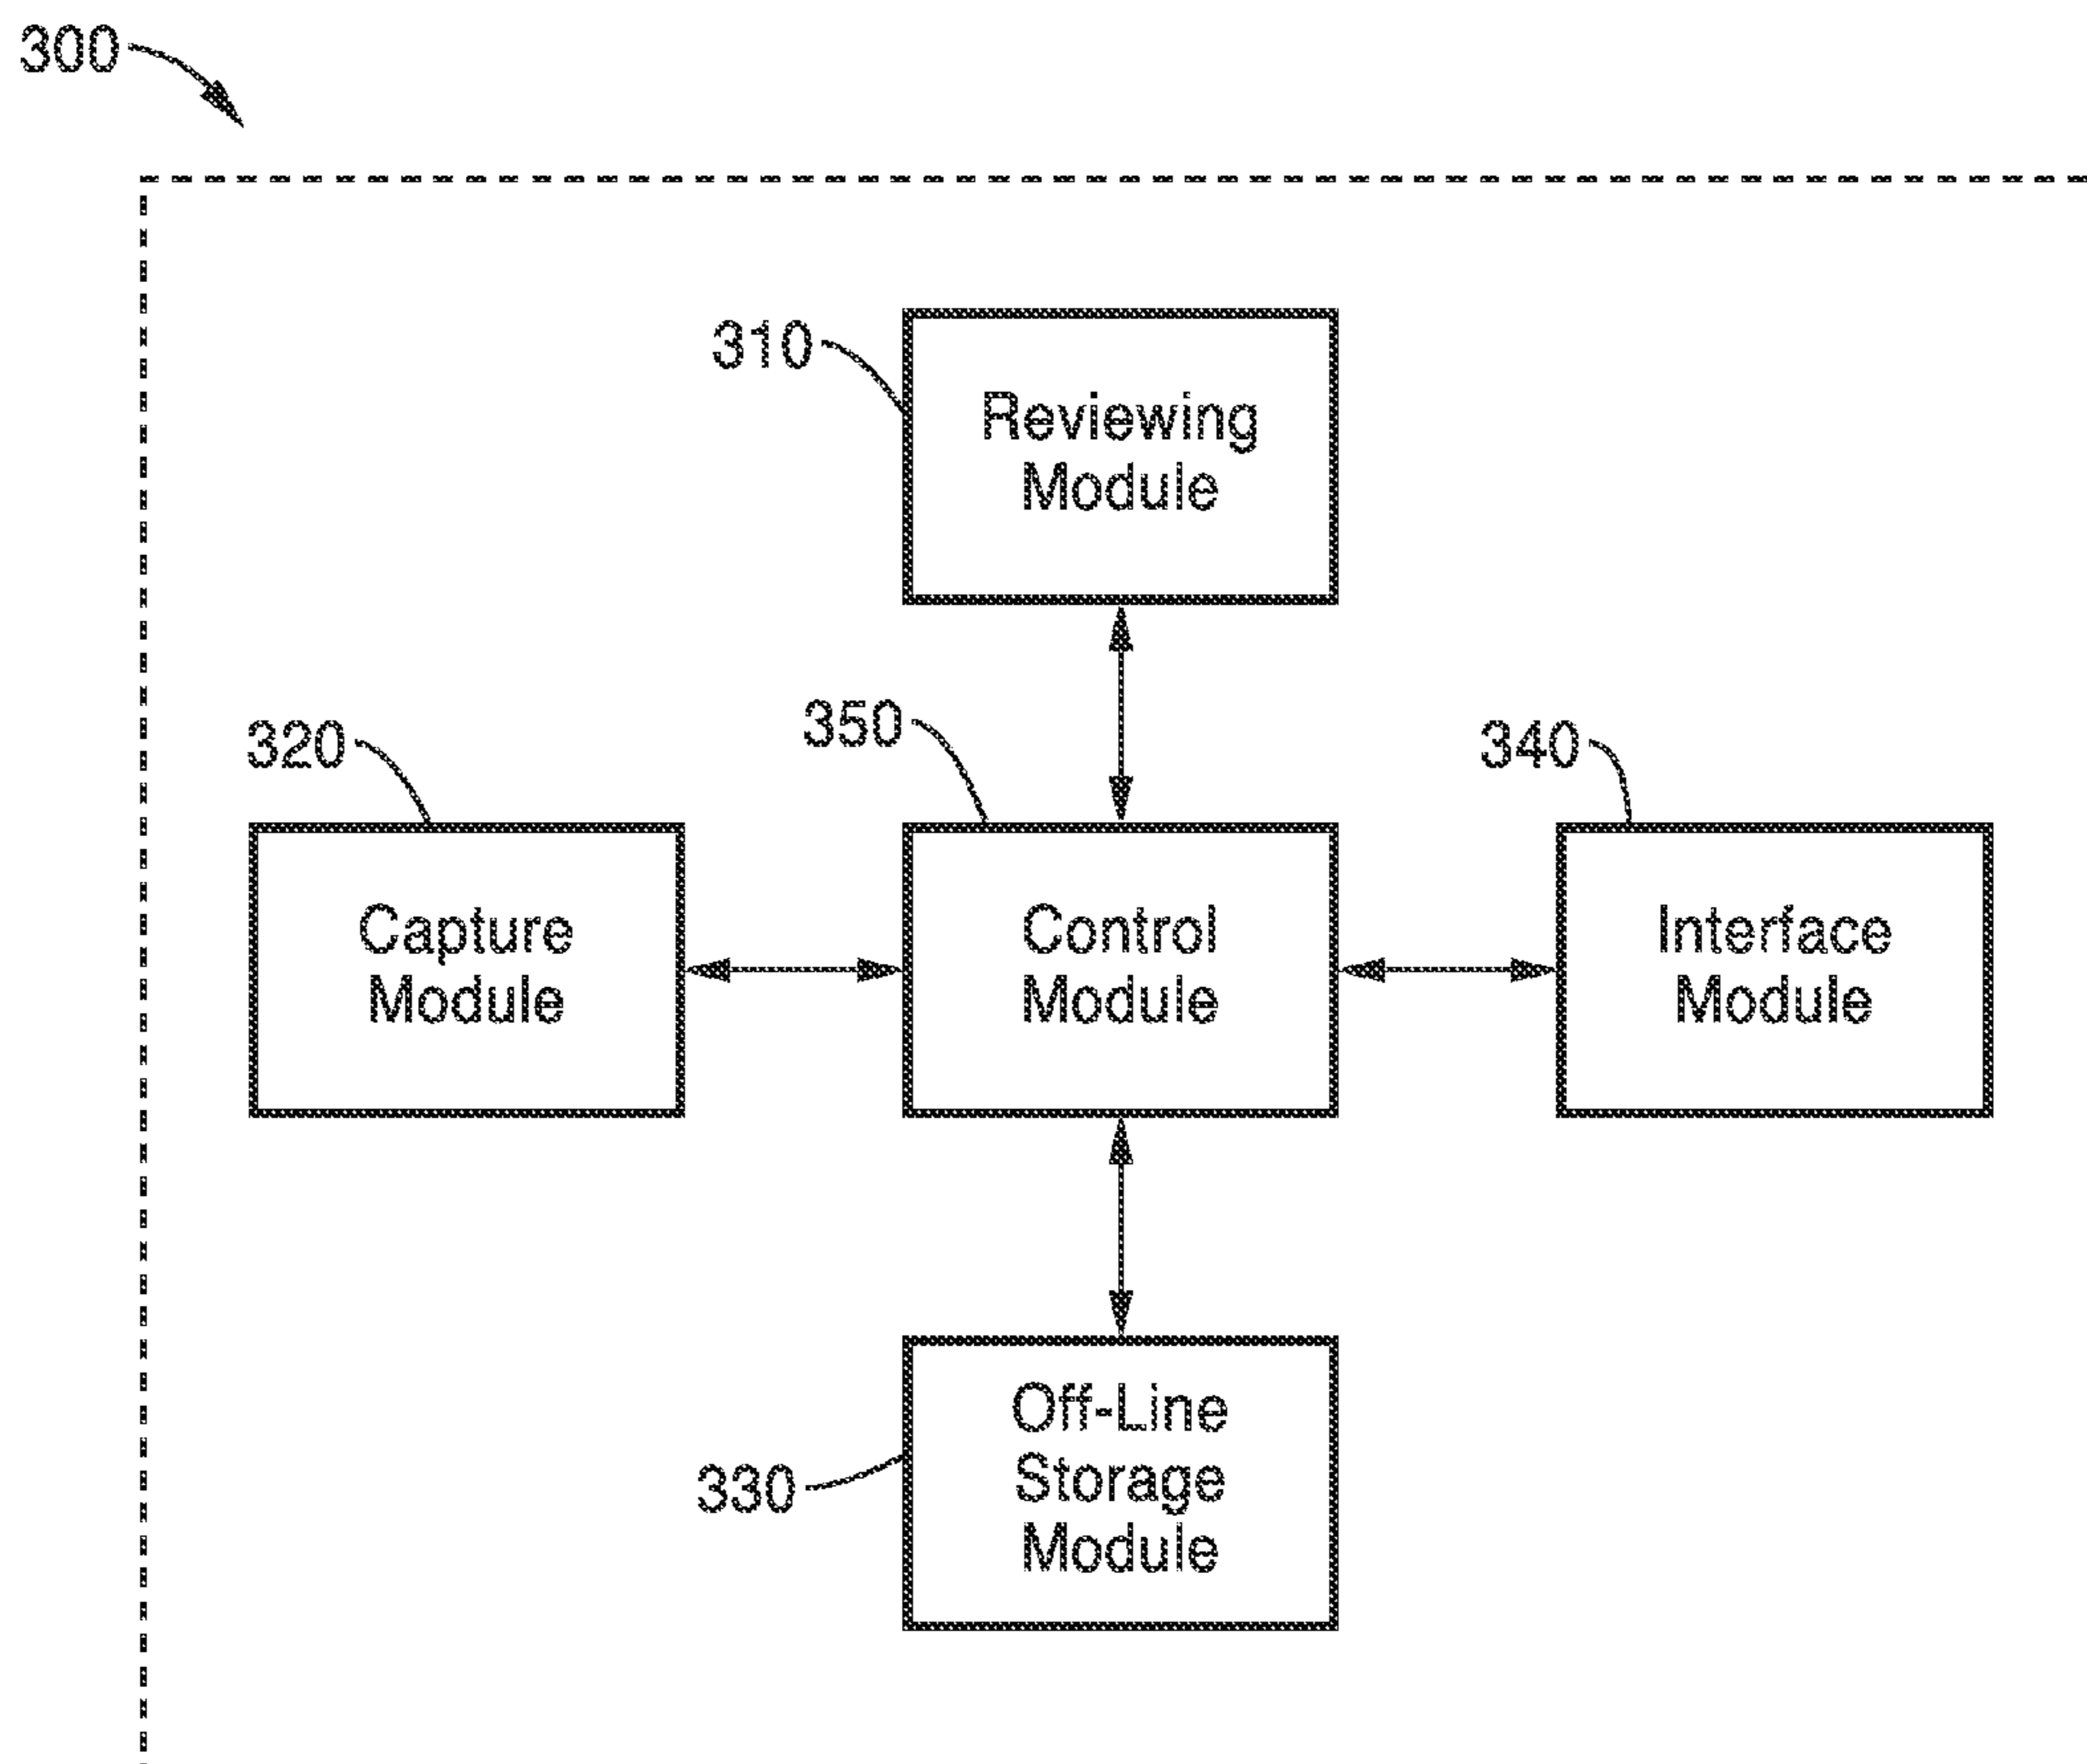 300
310
Reviewing
Module
320
350
340
Capture
Module
Control
Module
Interface
Module
330
Off-Line
Storage
Module